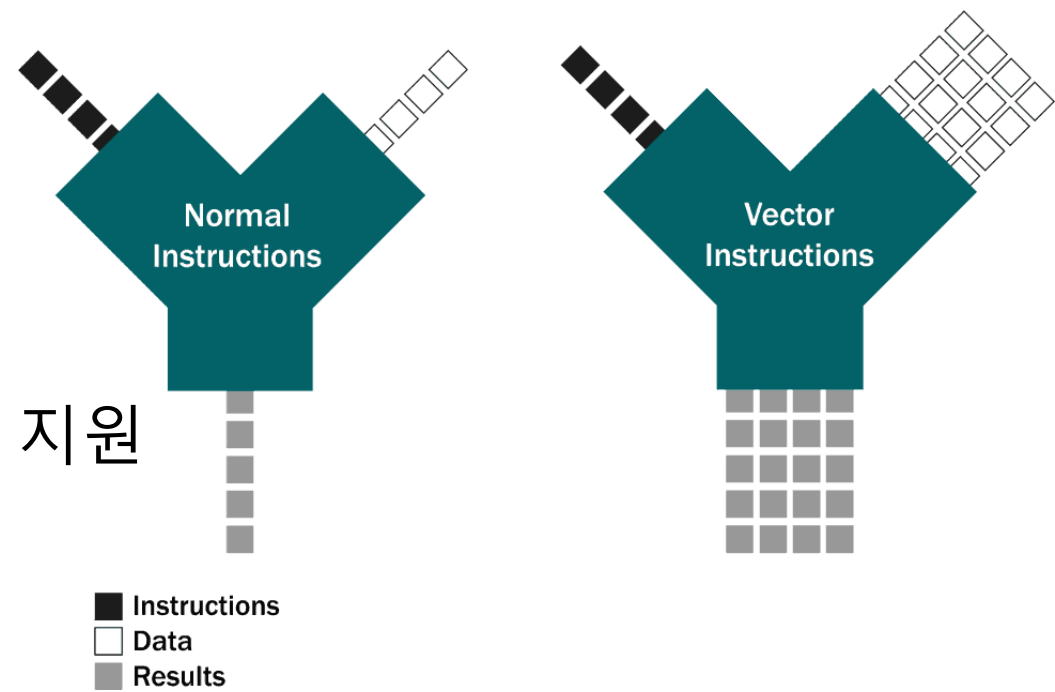 Normal
Instructions
Vector
Instructions
지원
Instructions
Data
Results